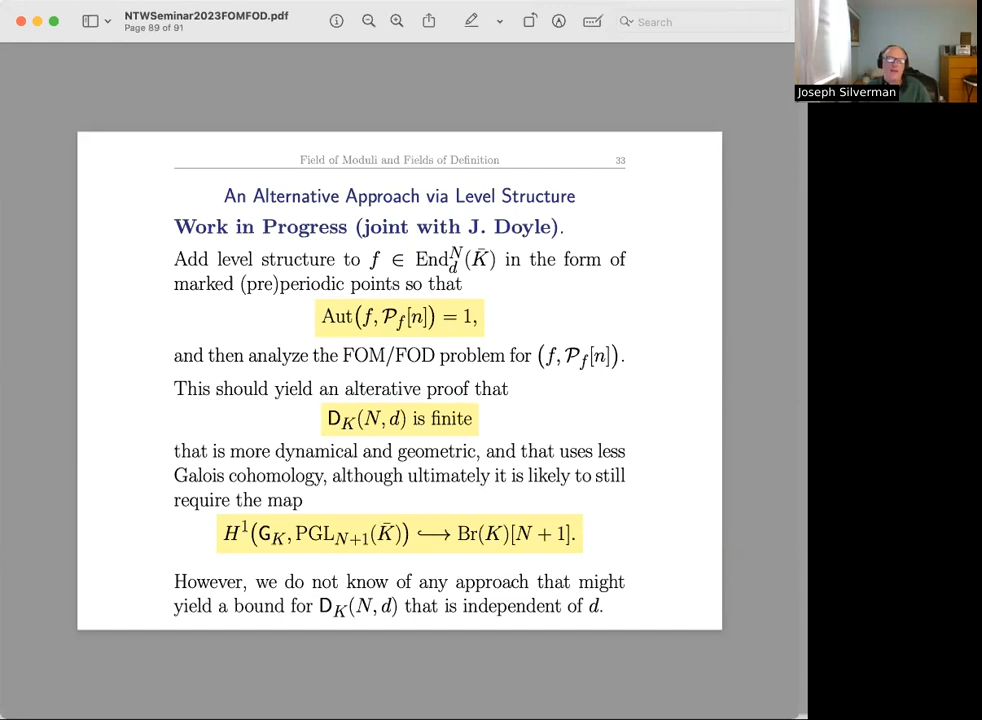 NTWSeminar2023FOMFOD.pdf
Page 89 of 91
Search
Joseph Silverman
Field of Moduli and Fields of Definition 33
An Alternative Approach via Level Structure
Work in Progress (joint with J. Doyle).
Add level structure to f ∈ End_d^N(K̄) in the form of
marked (pre)periodic points so that
Aut(f, 𝒫_f[n]) = 1,
and then analyze the FOM/FOD problem for (f, 𝒫_f[n]).
This should yield an alterative proof that
D_K(N, d) is finite
that is more dynamical and geometric, and that uses less
Galois cohomology, although ultimately it is likely to still
require the map
H^1(G_K, PGL_{N+1}(K̄)) ↪ Br(K)[N + 1].
However, we do not know of any approach that might
yield a bound for D_K(N, d) that is independent of d.